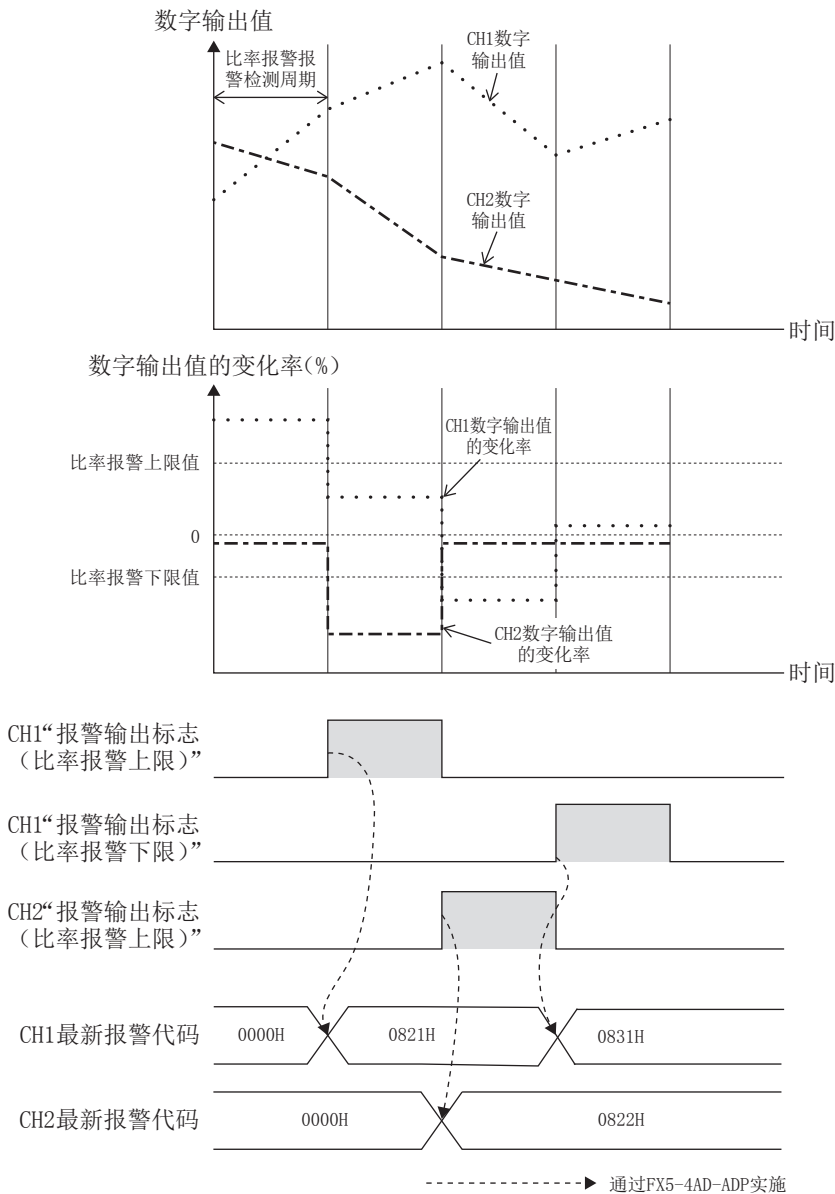 数字输出值
比率报警报
警检测周期
CH1数字
输出值
CH2数字
输出值
时间
数字输出值的变化率(%)
CH1数字输出值
的变化率
比率报警上限值
0
比率报警下限值
CH2数字输出值
的变化率
时间
CH1“报警输出标志
（比率报警上限）”
CH1“报警输出标志
（比率报警下限）”
CH2“报警输出标志
（比率报警上限）”
CH1最新报警代码
0000H
0821H
0831H
CH2最新报警代码
0000H
0822H
通过FX5-4AD-ADP实施